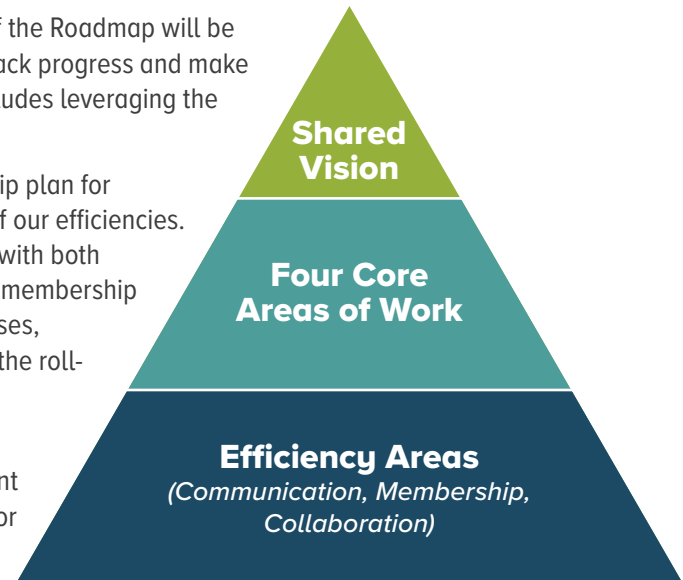 f the Roadmap will be
ack progress and make
udes leveraging the
ip plan for
f our efficiencies.
with both
membership
ses,
the roll-
nt
or
Shared
Vision
Four Core
Areas of Work
Efficiency Areas
(Communication, Membership,
Collaboration)